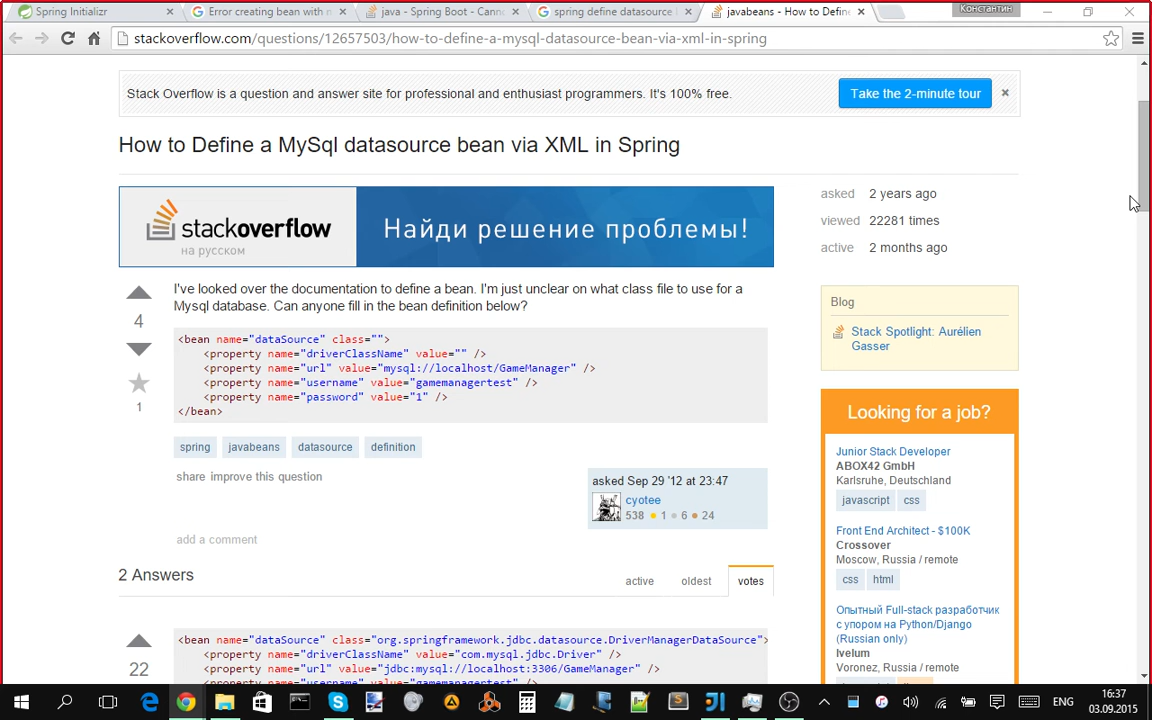 Spring Initializr
Error creating bean with n
java - Spring Boot - Canno
spring define datasource
javabeans - How to Defin
Константин
stackoverflow.com/questions/12657503/how-to-define-a-mysql-datasource-bean-via-xml-in-spring
Stack Overflow is a question and answer site for professional and enthusiast programmers. It's 100% free.
Take the 2-minute tour
×
How to Define a MySql datasource bean via XML in Spring
asked 2 years ago
viewed 22281 times
active 2 months ago
stackoverflow
на русском
Найди решение проблемы!
I've looked over the documentation to define a bean. I'm just unclear on what class file to use for a
Mysql database. Can anyone fill in the bean definition below?
4
1
<bean name="dataSource" class="">
<property name="driverClassName" value="" />
<property name="url" value="mysql://localhost/GameManager" />
<property name="username" value="gamemanagertest" />
<property name="password" value="1" />
</bean>
spring javabeans datasource definition
share improve this question
asked Sep 29 '12 at 23:47
cyotee
538 1 6 24
add a comment
2 Answers
active oldest votes
22
<bean name="dataSource" class="org.springframework.jdbc.datasource.DriverManagerDataSource">
<property name="driverClassName" value="com.mysql.jdbc.Driver" />
<property name="url" value="jdbc:mysql://localhost:3306/GameManager" />
<property name="username" value="gamemanagertest" />
Blog
Stack Spotlight: Aurélien
Gasser
Looking for a job?
Junior Stack Developer
ABOX42 GmbH
Karlsruhe, Deutschland
javascript css
Front End Architect - $100K
Crossover
Moscow, Russia / remote
css html
Опытный Full-stack разработчик
с упором на Python/Django
(Russian only)
Ivelum
Voronez, Russia / remote
ENG
16:37
03.09.2015